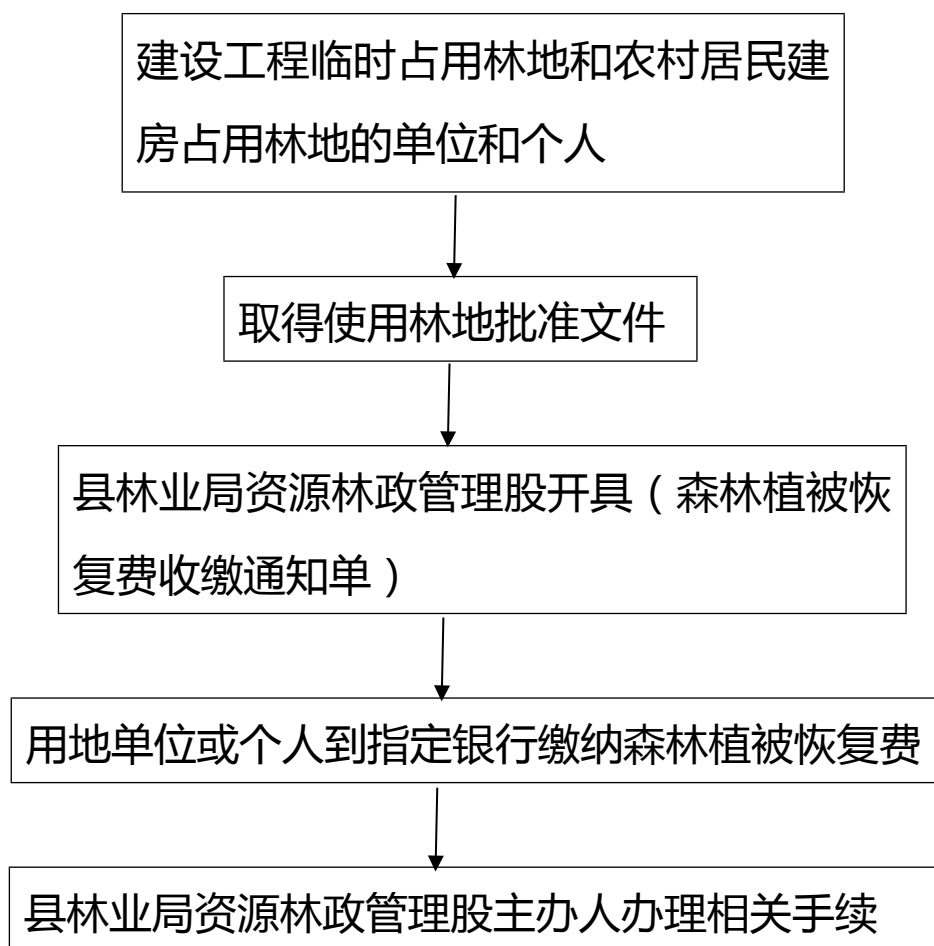 建设工程临时占用林地和农村居民建
房占用林地的单位和个人
取得使用林地批准文件
县林业局资源林政管理股开具（森林植被恢
复费收缴通知单）
用地单位或个人到指定银行缴纳森林植被恢复费
县林业局资源林政管理股主办人办理相关手续